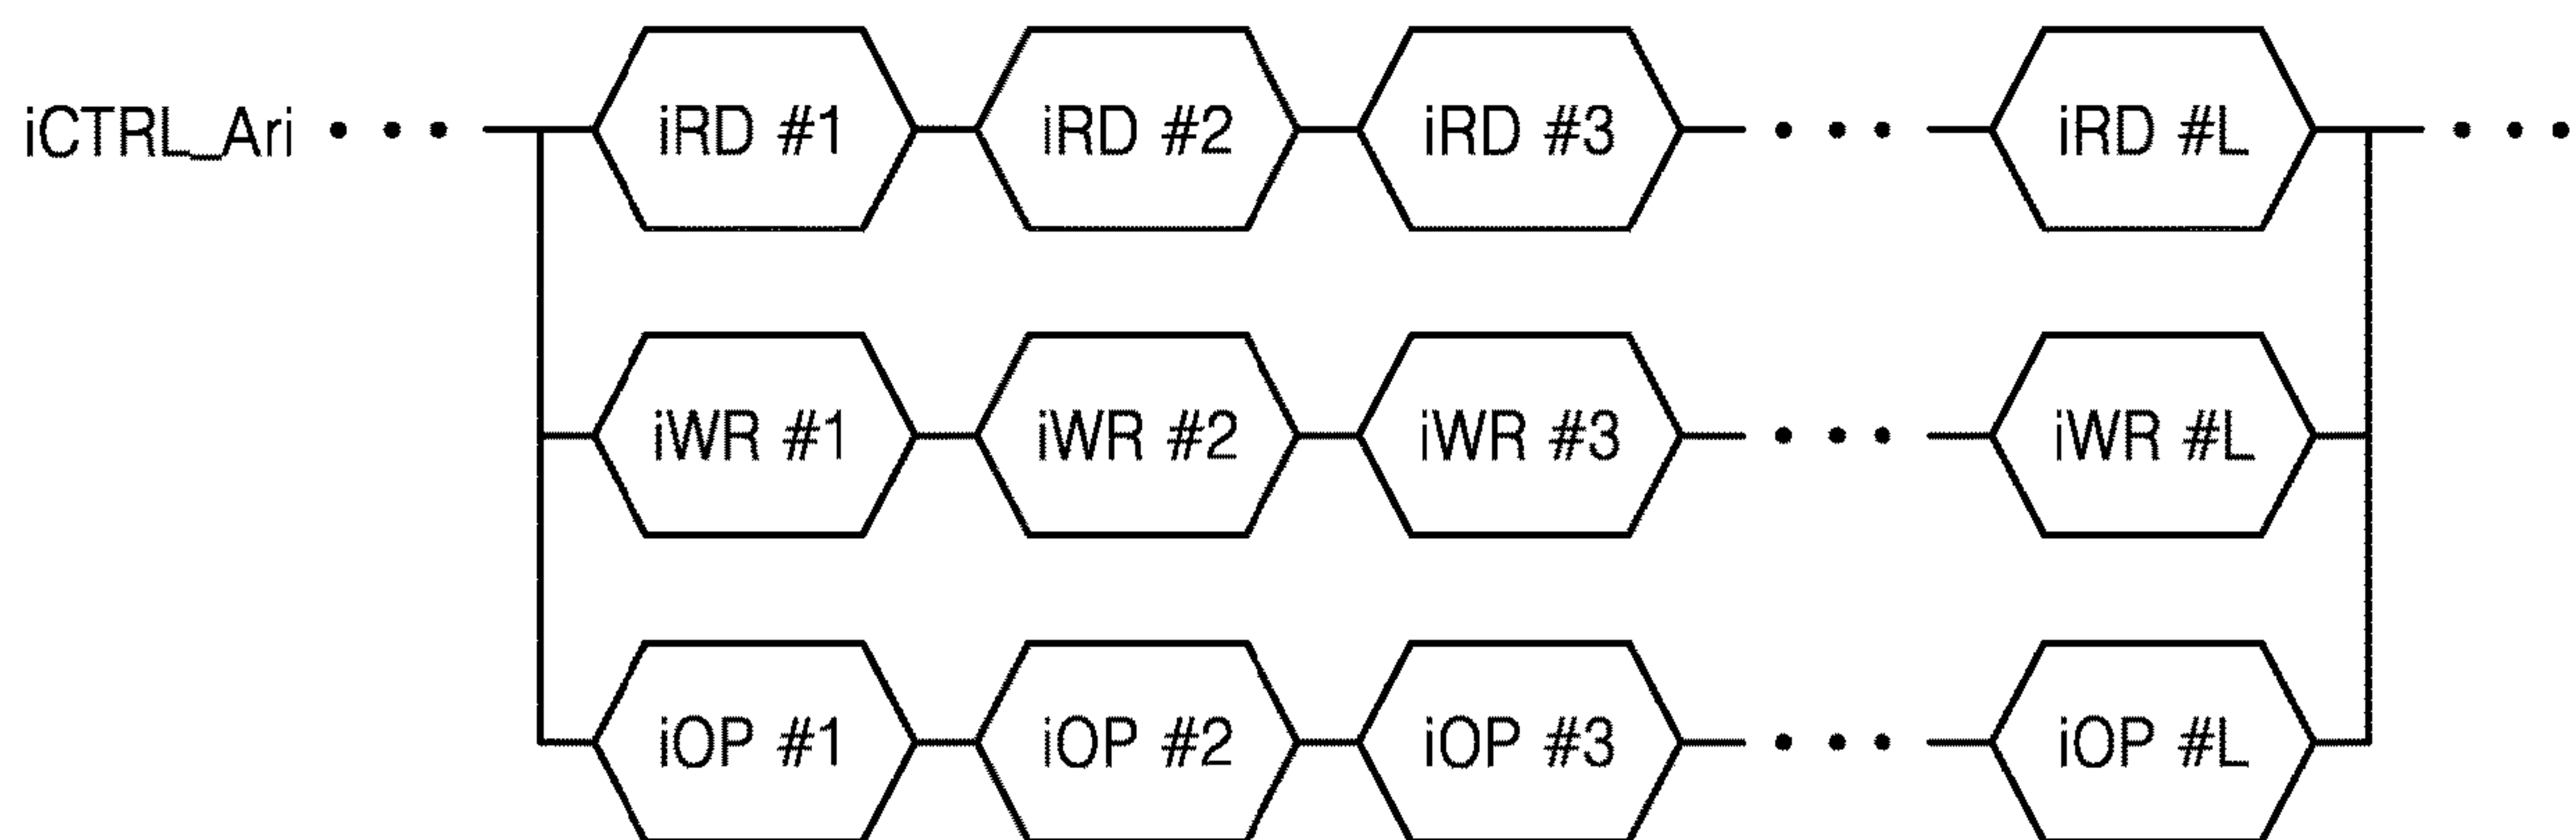 iCTRL_Ari • • • iRD #1 iRD #2 iRD #3 • • • iRD #L • • •
iWR #1 iWR #2 iWR #3 • • • iWR #L
iOP #1 iOP #2 iOP #3 • • • iOP #L